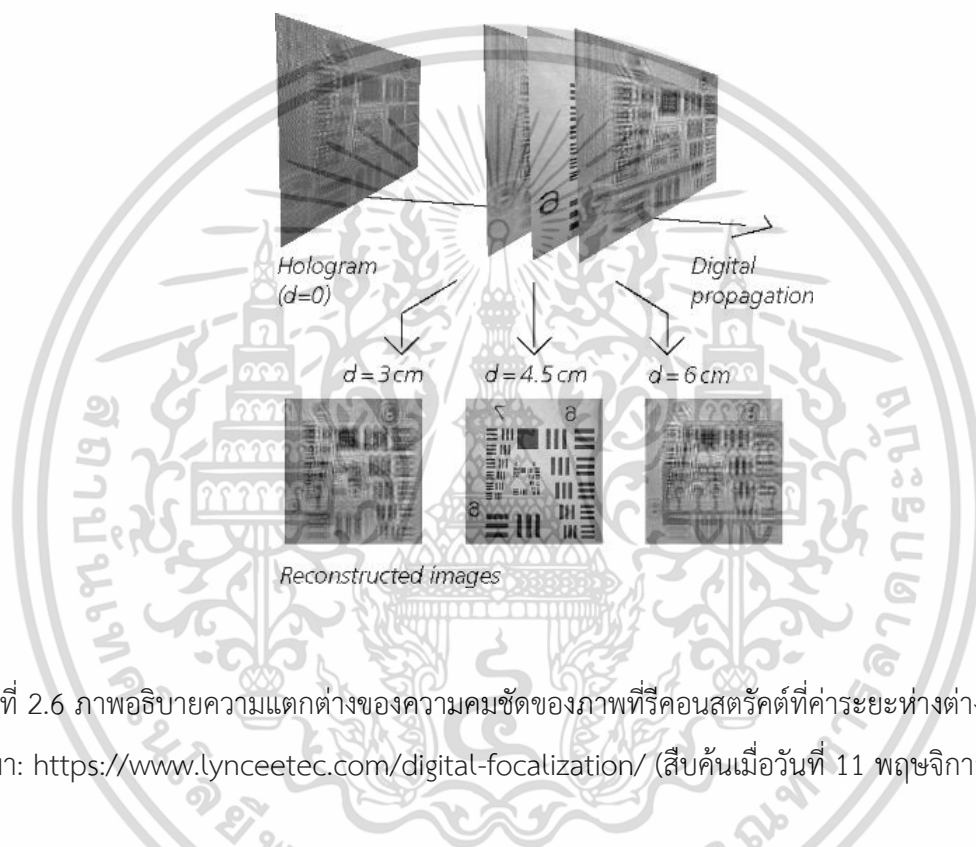 Hologram
(d=0)
Digital
propagation
d = 3 cm
d = 4.5 cm
d = 6 cm
7 6
6
Reconstructed images
ที่ 2.6 ภาพอธิบายความแตกต่างของความคมชัดของภาพที่รีคอนสตรัคต์ที่ค่าระยะห่างต่าง
มา: https://www.lynceetec.com/digital-focalization/ (สืบค้นเมื่อวันที่ 11 พฤษจิกา